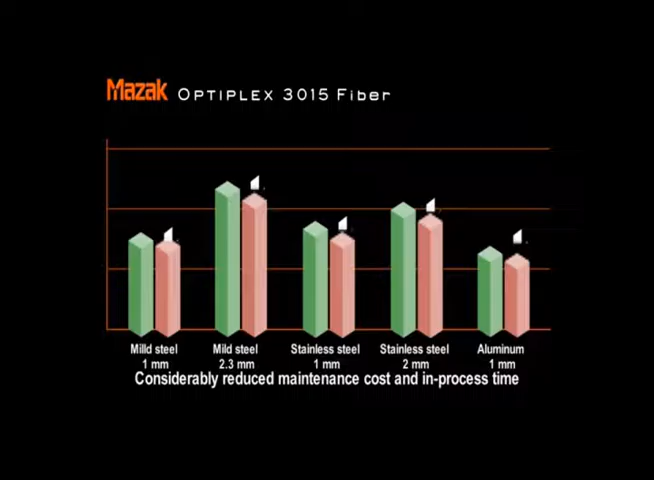 Mazak OPTIPLEX 3015 Fiber
Milld steel Mild steel Stainless steel Stainless steel Aluminum
1 mm 2.3 mm 1 mm 2 mm 1 mm
Considerably reduced maintenance cost and in-process time